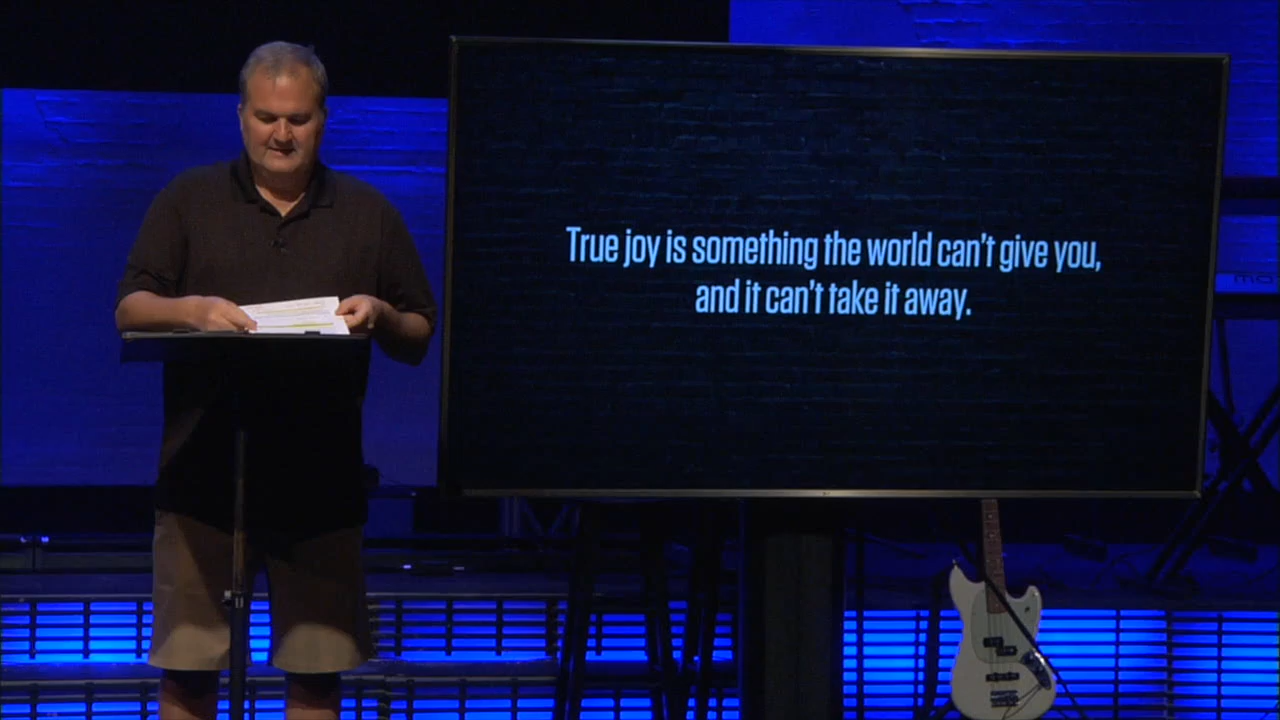 True joy is something the world can't give you,
and it can't take it away.